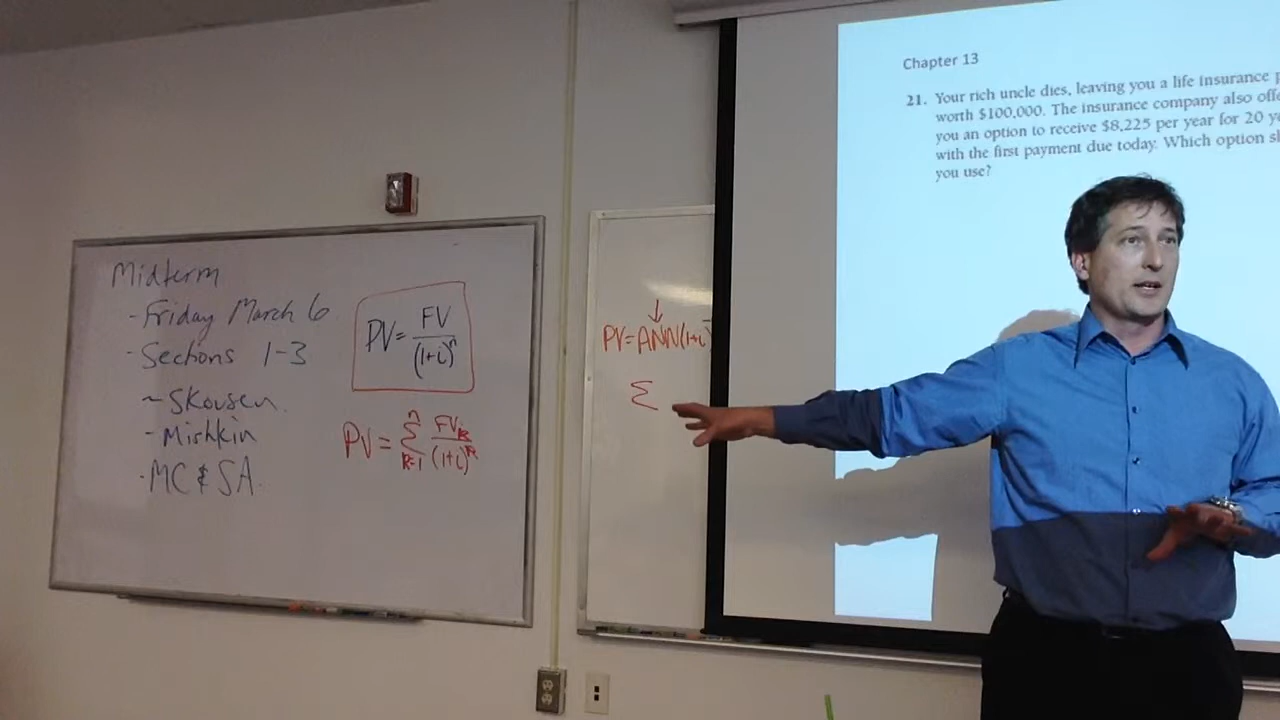 Midterm
- Friday March 6
- Sections 1-3
~ Skousen
- Mishkin
- MC & SA.
PV = FV / (1+i)^n
PV = Σ_{k=1}^{n} FV_k / (1+i)^k
↓
PV=ANN(1+i)
Σ
Chapter 13
21. Your rich uncle dies, leaving you a life insurance p
worth $100,000. The insurance company also offe
you an option to receive $8,225 per year for 20 ye
with the first payment due today. Which option s
you use?